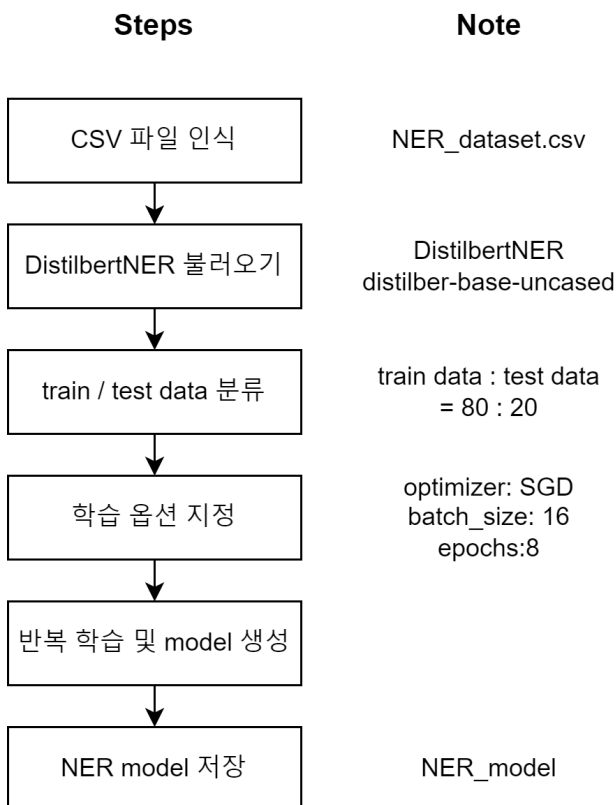 Steps
Note
CSV 파일 인식
NER_dataset.csv
DistilbertNER 불러오기
DistilbertNER
distilber-base-uncased
train / test data 분류
train data : test data
= 80 : 20
학습 옵션 지정
optimizer: SGD
batch_size: 16
epochs:8
반복 학습 및 model 생성
NER model 저장
NER_model